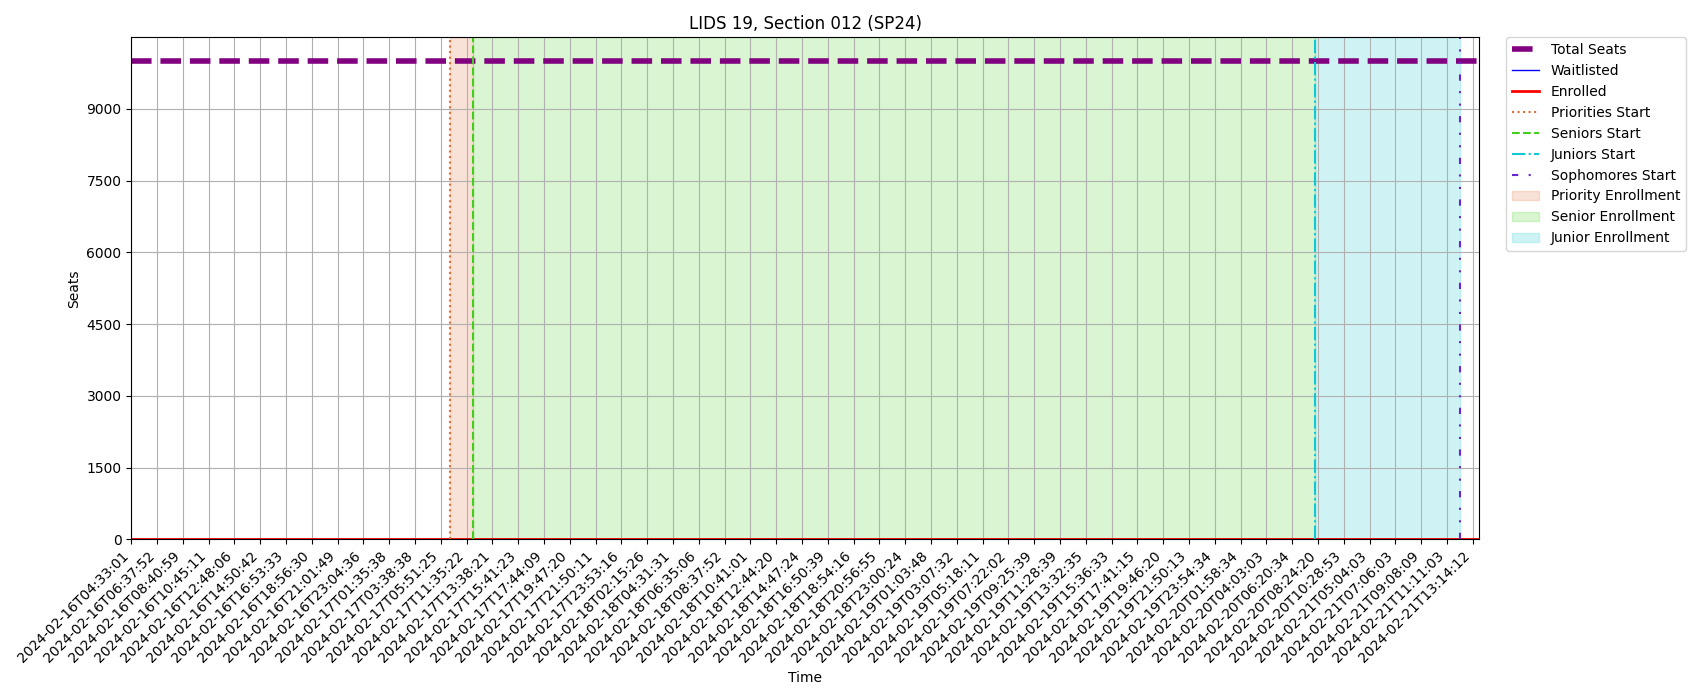 LIDS 19, Section 012 (SP24)
Total Seats
Waitlisted
Enrolled
Priorities Start
Seniors Start
Juniors Start
Sophomores Start
Priority Enrollment
Senior Enrollment
Junior Enrollment
Seats
9000
7500
6000
4500
3000
1500
0
2024-02-16T04:33:01
2024-02-16T06:37:52
2024-02-16T08:40:59
2024-02-16T10:45:11
2024-02-16T12:48:06
2024-02-16T14:50:42
2024-02-16T16:53:33
2024-02-16T18:56:30
2024-02-16T21:01:49
2024-02-16T23:04:36
2024-02-17T01:35:38
2024-02-17T03:38:38
2024-02-17T05:51:25
2024-02-17T11:35:22
2024-02-17T13:38:21
2024-02-17T15:41:23
2024-02-17T17:44:09
2024-02-17T19:47:20
2024-02-17T21:50:11
2024-02-17T23:53:16
2024-02-18T02:15:26
2024-02-18T04:31:31
2024-02-18T06:35:06
2024-02-18T08:37:52
2024-02-18T10:41:01
2024-02-18T12:44:20
2024-02-18T14:47:24
2024-02-18T16:50:39
2024-02-18T18:54:16
2024-02-18T20:56:55
2024-02-18T23:00:24
2024-02-19T01:03:48
2024-02-19T03:07:32
2024-02-19T05:18:11
2024-02-19T07:22:02
2024-02-19T09:25:39
2024-02-19T11:28:39
2024-02-19T13:32:35
2024-02-19T15:36:33
2024-02-19T17:41:15
2024-02-19T19:46:20
2024-02-19T21:50:13
2024-02-19T23:54:34
2024-02-20T01:58:34
2024-02-20T04:03:03
2024-02-20T06:20:34
2024-02-20T08:24:20
2024-02-20T10:28:53
2024-02-21T05:04:03
2024-02-21T07:06:03
2024-02-21T09:08:09
2024-02-21T11:11:03
2024-02-21T13:14:12
Time